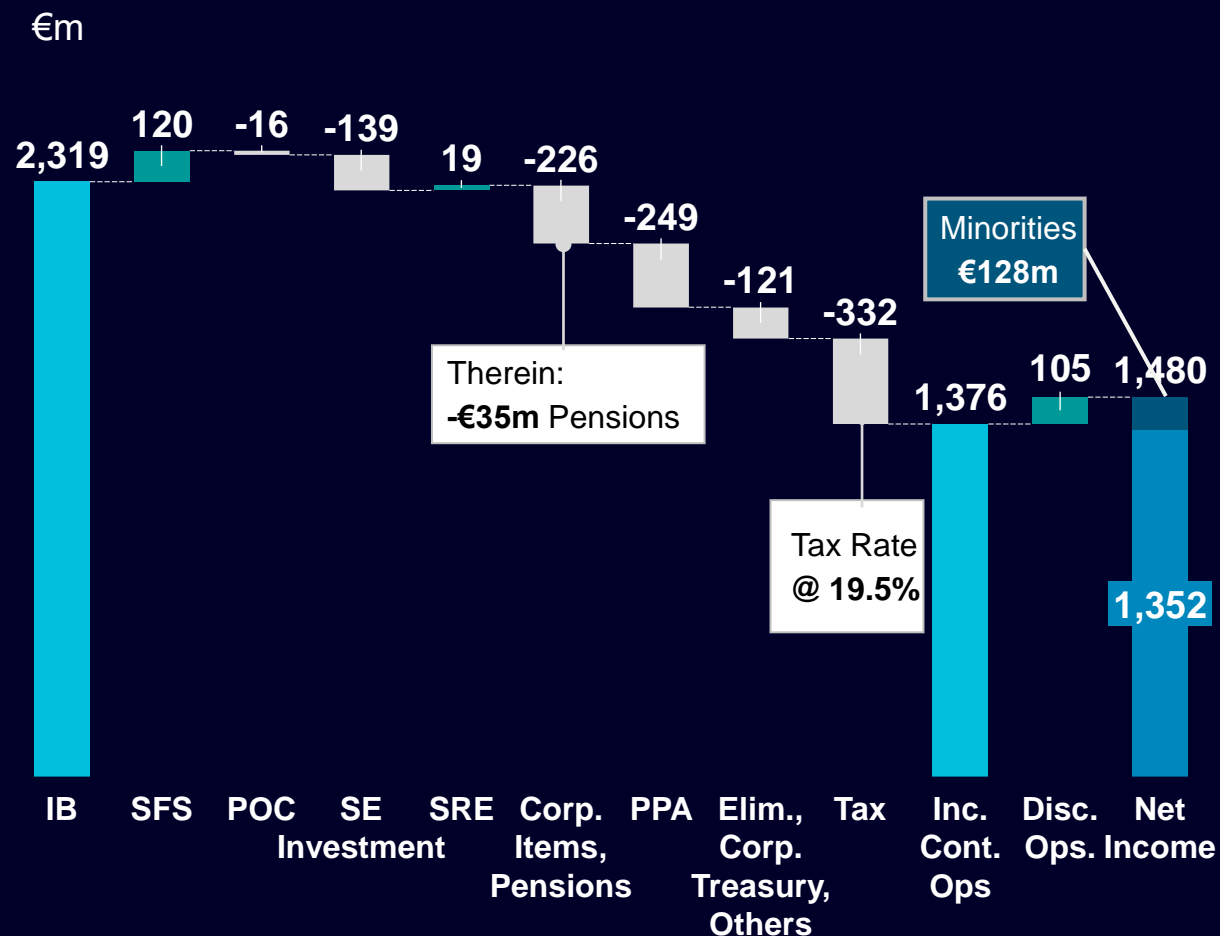 €m
2,319
120
-16
-139
19
-226
-249
-121
-332
1,376
105
1,480
Minorities
€128m
Therein:
-€35m Pensions
Tax Rate
@ 19.5%
1,352
IB
SFS
POC
SE
Investment
SRE
Corp.
Items,
Pensions
PPA
Elim.,
Corp.
Treasury,
Others
Tax
Inc.
Cont.
Ops
Disc.
Ops.
Net
Income